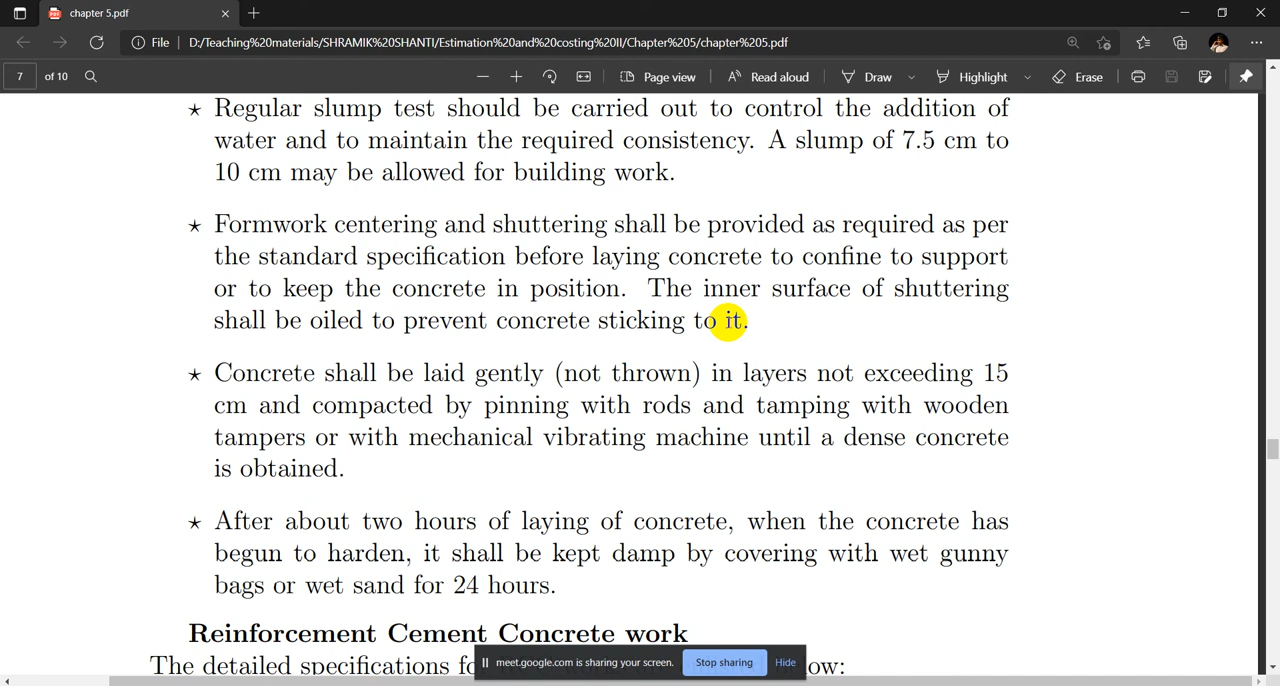 chapter 5.pdf
File D:/Teaching%20materials/SHRAMIK%20SHANTI/Estimation%20and%20costing%20II/Chapter%205/chapter%205.pdf
7 of 10 Page view Read aloud Draw Highlight Erase
⋆ Regular slump test should be carried out to control the addition of
water and to maintain the required consistency. A slump of 7.5 cm to
10 cm may be allowed for building work.
⋆ Formwork centering and shuttering shall be provided as required as per
the standard specification before laying concrete to confine to support
or to keep the concrete in position. The inner surface of shuttering
shall be oiled to prevent concrete sticking to it.
⋆ Concrete shall be laid gently (not thrown) in layers not exceeding 15
cm and compacted by pinning with rods and tamping with wooden
tampers or with mechanical vibrating machine until a dense concrete
is obtained.
⋆ After about two hours of laying of concrete, when the concrete has
begun to harden, it shall be kept damp by covering with wet gunny
bags or wet sand for 24 hours.
Reinforcement Cement Concrete work
The detailed specifications
meet.google.com is sharing your screen. Stop sharing Hide